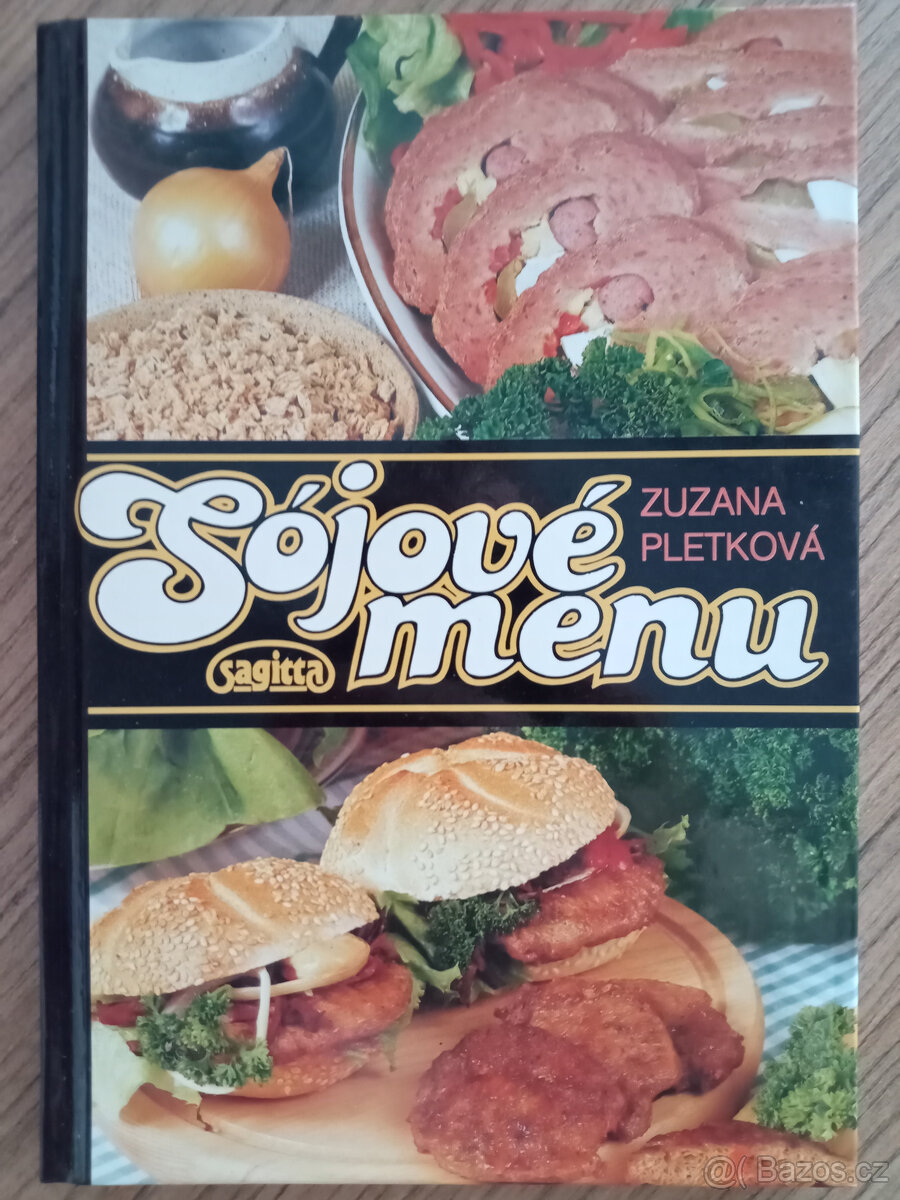 Sójové
ZUZANA
PLETKOVÁ
menu
sagitta
@( Bazos.cz